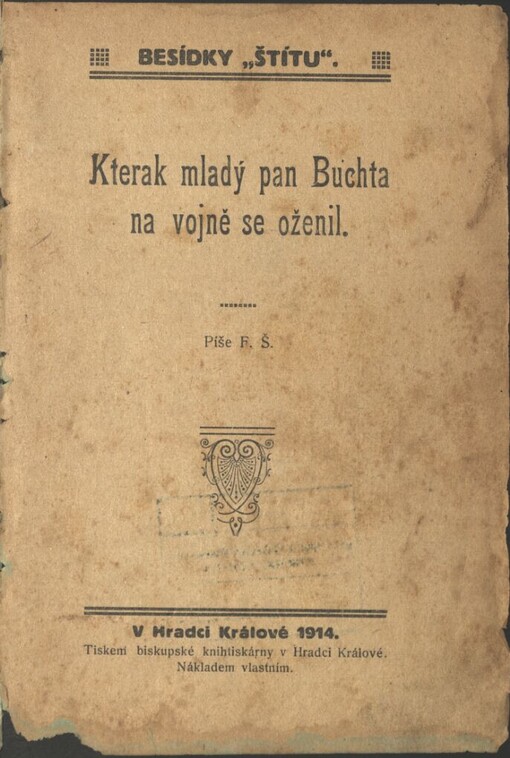 BESÍDKY „ŠTÍTU“.
Kterak mladý pan Buchta
na vojně se oženil.
Píše F. Š.
V Hradci Králové 1914.
Tiskem biskupské knihtiskárny v Hradci Králové.
Nákladem vlastním.